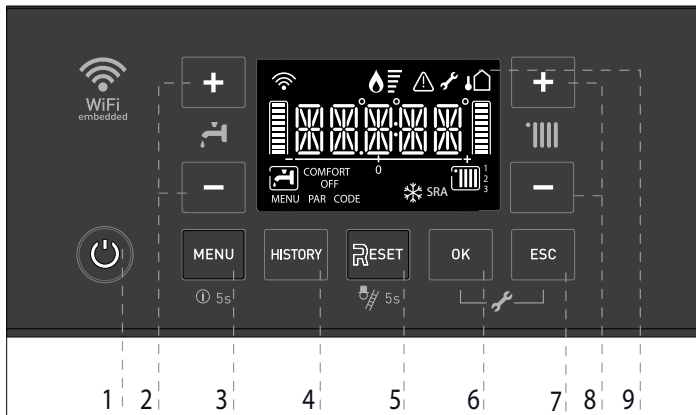 WiFi
embedded
+
+
- 0 +
COMFORT
OFF
MENU PAR CODE
SRA
1
2
3
-
-
MENU
HISTORY
RESET
OK
ESC
5s
5s
1 2 3 4 5 6 7 8 9